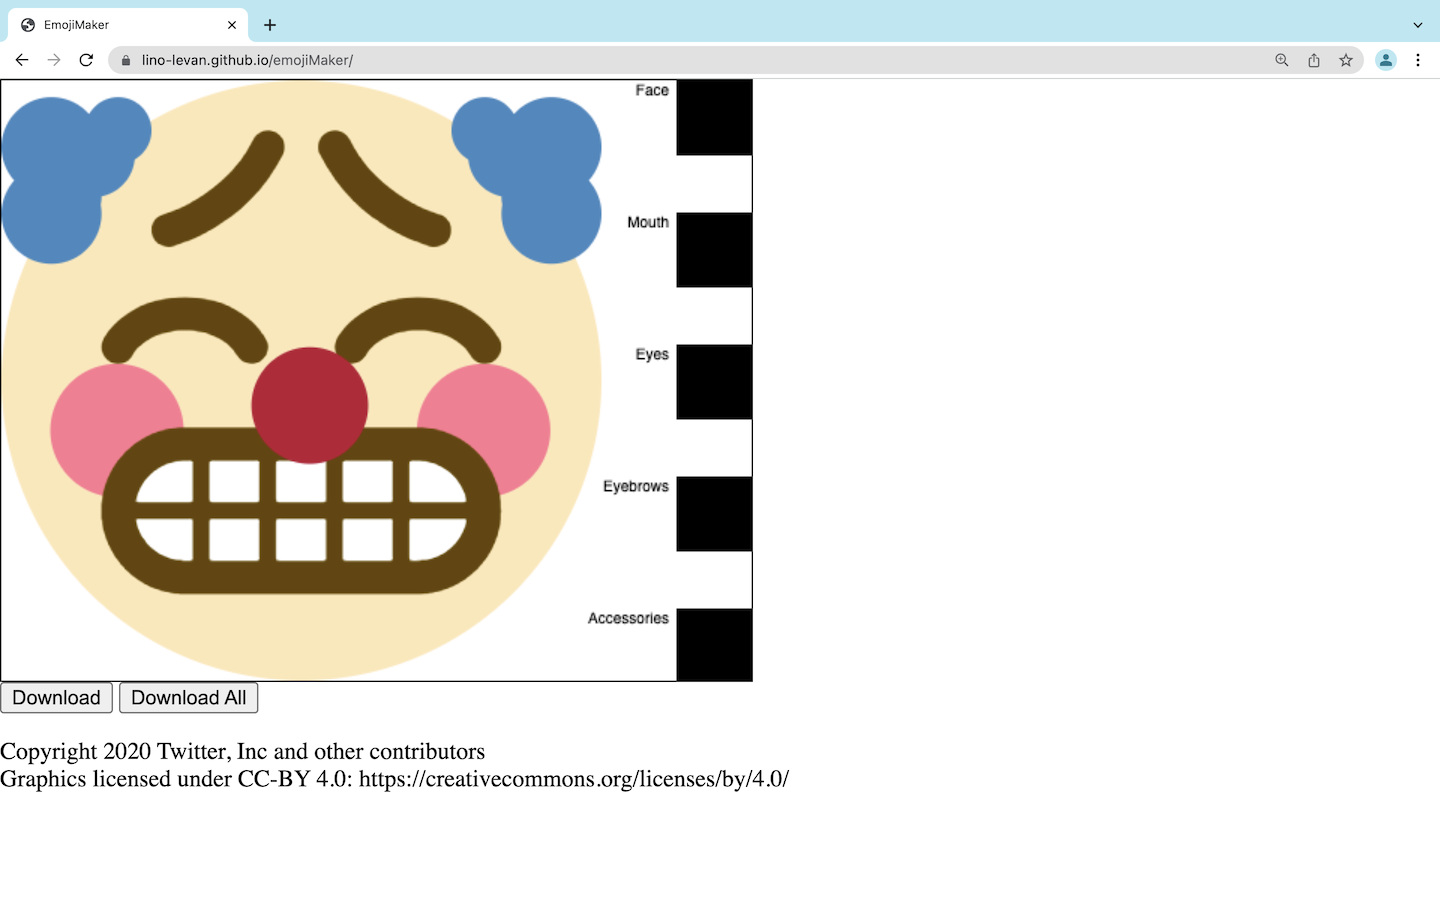 EmojiMaker
lino-levan.github.io/emojiMaker/
Face
Mouth
Eyes
Eyebrows
Accessories
Download Download All
Copyright 2020 Twitter, Inc and other contributors
Graphics licensed under CC-BY 4.0: https://creativecommons.org/licenses/by/4.0/